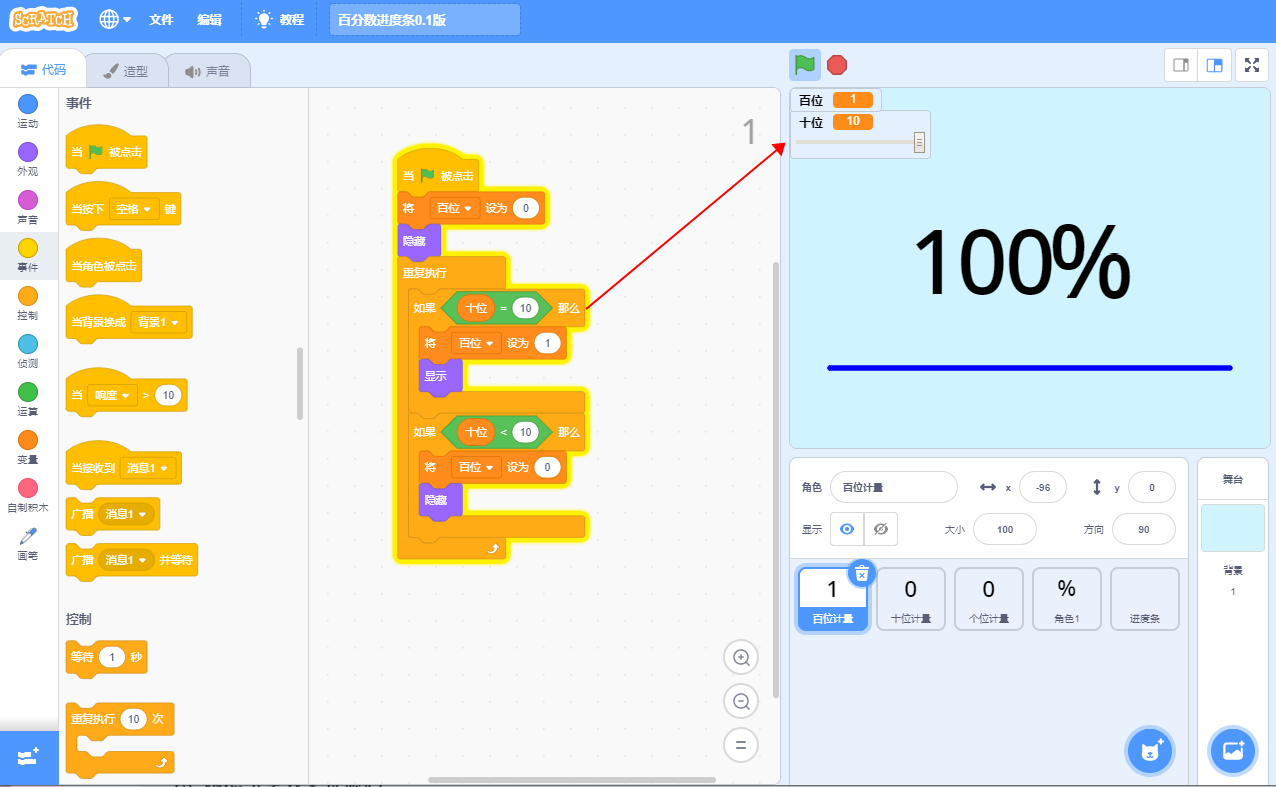 SCRATCH 文件 编辑 教程 百分数进度条0.1版
代码 造型 声音
运动
外观
声音
事件
控制
侦测
运算
变量
自制积木
画笔
事件
当 被点击
当按下 空格 键
当角色被点击
当背景换成 背景1
当 响度 > 10
当接收到 消息1
广播 消息1
广播 消息1 并等待
控制
等待 1 秒
重复执行 10 次
1
当 被点击
将 百位 设为 0
隐藏
重复执行
如果 十位 = 10 那么
将 百位 设为 1
显示
如果 十位 < 10 那么
将 百位 设为 0
隐藏
百位 1
十位 10
100%
角色 百位计量 x -96 y 0
显示 大小 100 方向 90
1 0 0 %
百位计量 十位计量 个位计量 角色1 进度条
舞台
背景
1